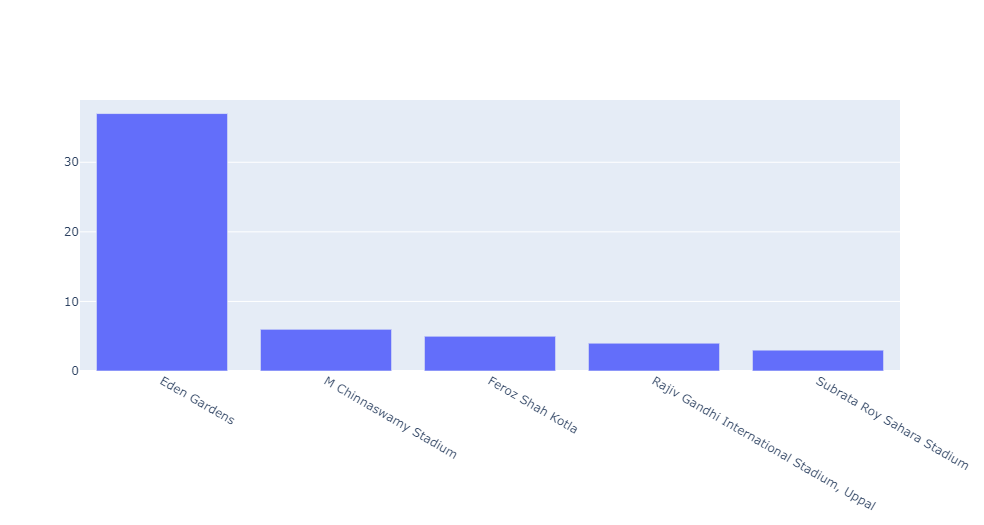 30
20
10
0
Eden Gardens
M Chinnaswamy Stadium
Feroz Shah Kotla
Rajiv Gandhi International Stadium, Uppal
Subrata Roy Sahara Stadium